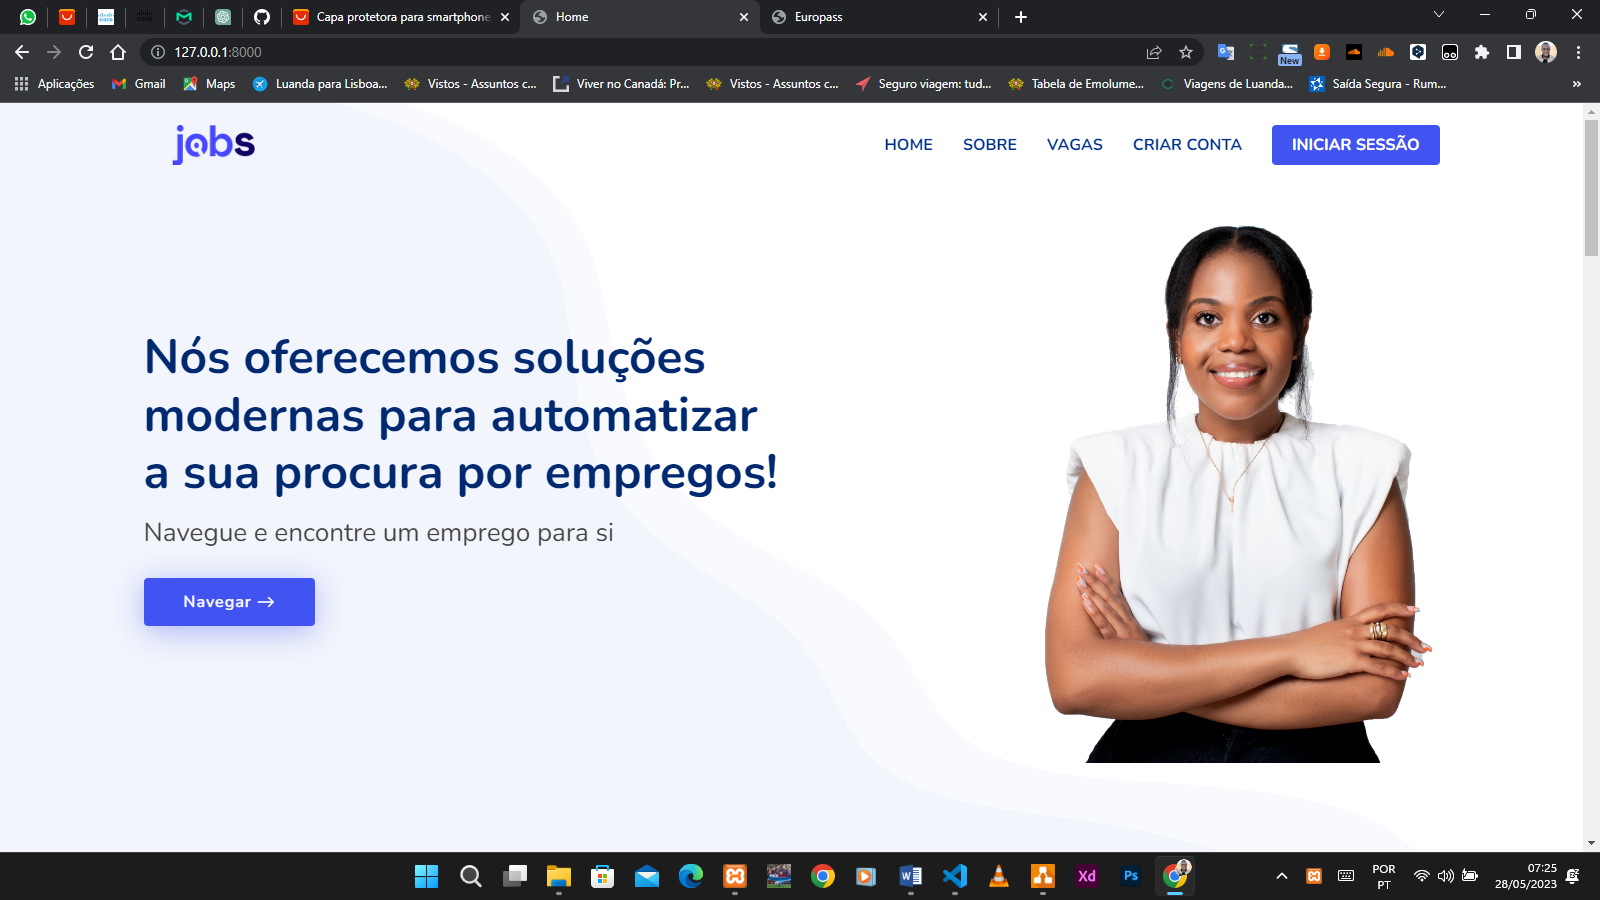 Capa protetora para smartphone
Home
Europass
127.0.0.1:8000
New
Aplicações
Gmail
Maps
Luanda para Lisboa...
Vistos - Assuntos c...
Viver no Canadá: Pr...
Vistos - Assuntos c...
Seguro viagem: tud...
Tabela de Emolume...
Viagens de Luanda...
Saída Segura - Rum...
jobs
HOME
SOBRE
VAGAS
CRIAR CONTA
INICIAR SESSÃO
Nós oferecemos soluções
modernas para automatizar
a sua procura por empregos!
Navegue e encontre um emprego para si
Navegar →
Xd
Ps
POR
PT
07:25
28/05/2023